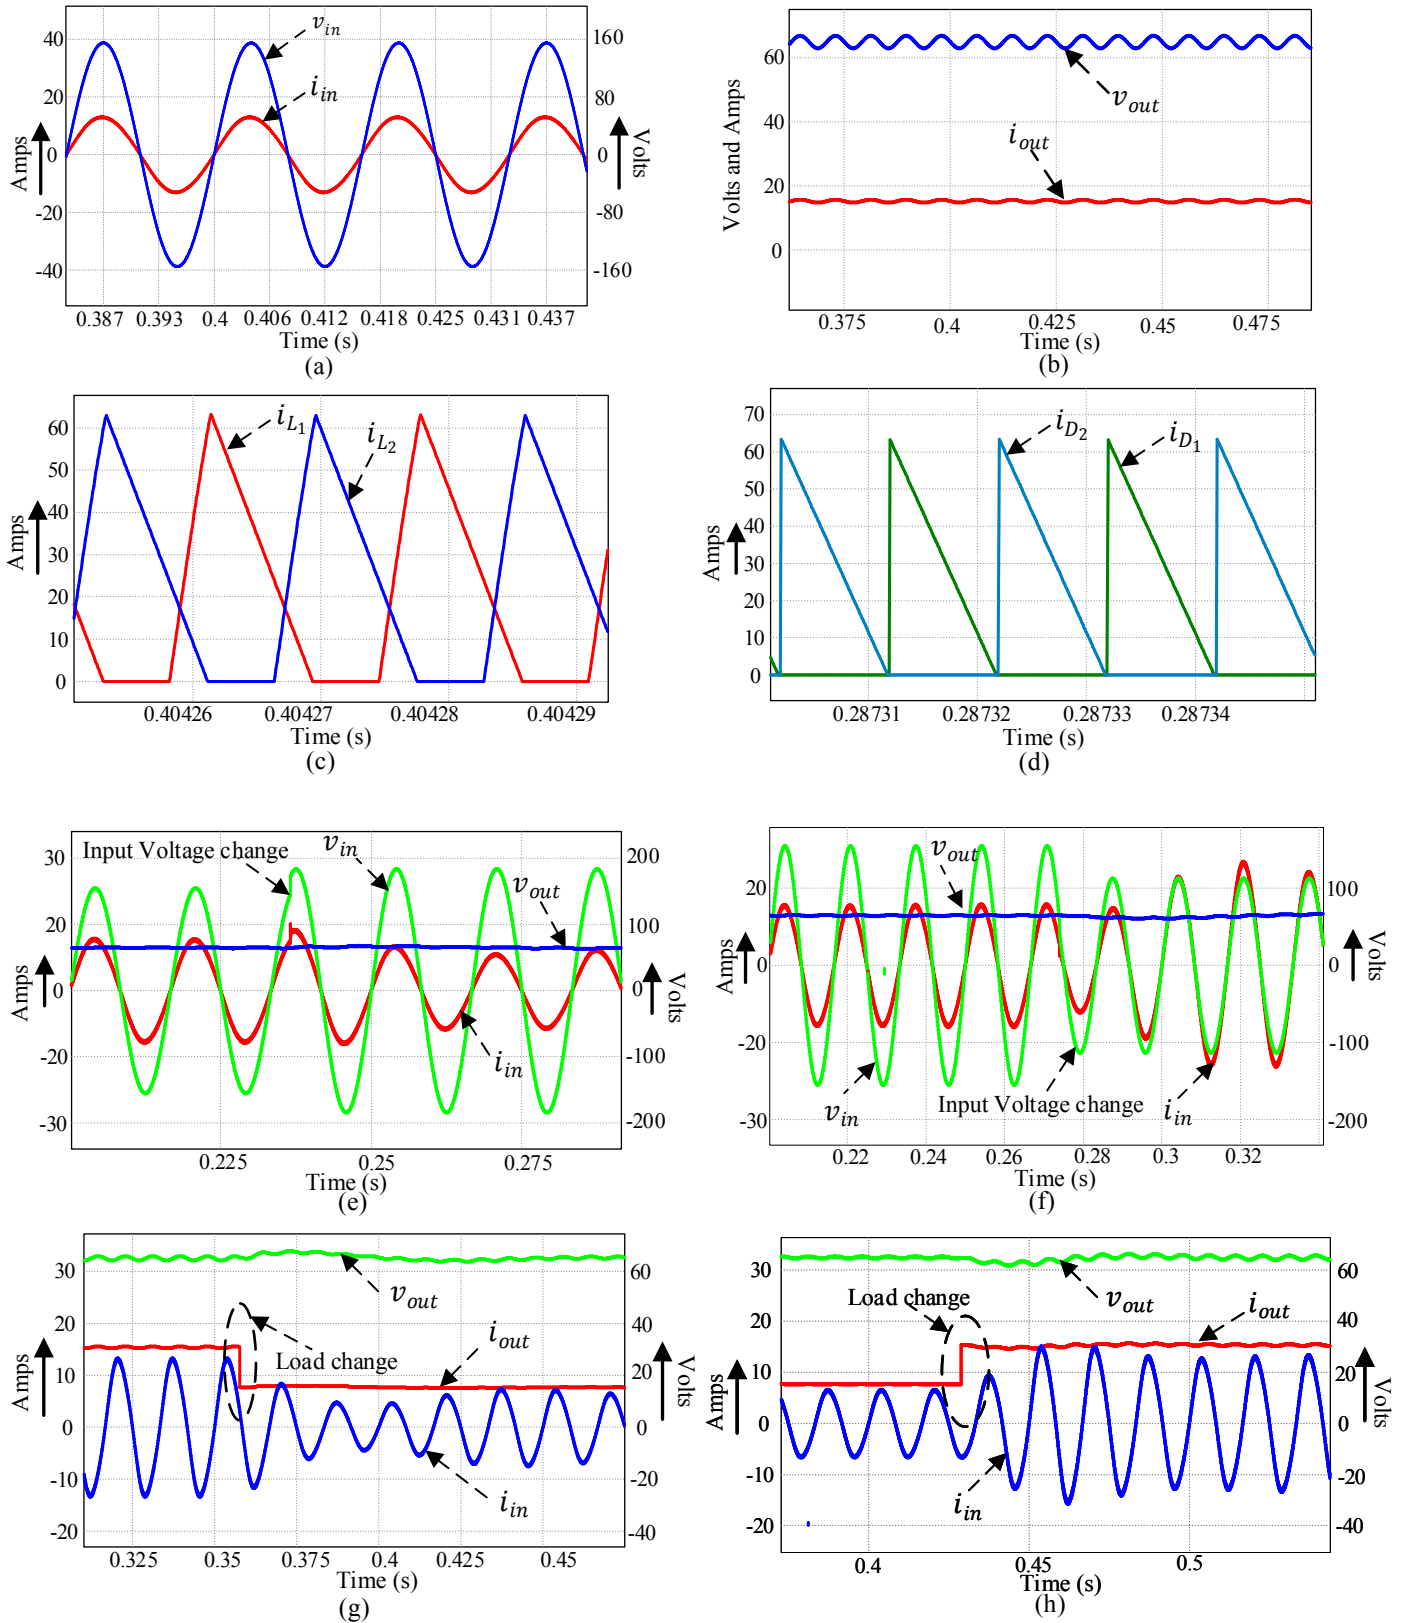 40
20
0
-20
-40
Amps
v_in
i_in
160
80
0
-80
-160
Volts
0.387 0.393 0.4 0.406 0.412 0.418 0.425 0.431 0.437
Time (s)
(a)
60
40
20
0
Volts and Amps
v_out
i_out
0.375 0.4 0.425 0.45 0.475
Time (s)
(b)
60
50
40
30
20
10
0
Amps
i_L1
i_L2
0.40426 0.40427 0.40428 0.40429
Time (s)
(c)
70
60
50
40
30
20
10
0
Amps
i_D2
i_D1
0.28731 0.28732 0.28733 0.28734
Time (s)
(d)
30
20
10
0
-20
-30
Amps
Input Voltage change
v_in
v_out
i_in
200
100
0
-100
-200
Volts
0.225 0.25 0.275
Time (s)
(e)
20
10
0
-10
-20
-30
Amps
v_out
v_in
Input Voltage change
i_in
100
0
-100
-200
Volts
0.22 0.24 0.26 0.28 0.3 0.32
Time (s)
(f)
30
20
10
0
-10
-20
Amps
v_out
i_out
Load change
i_in
60
40
20
0
-20
-40
Volts
0.325 0.35 0.375 0.4 0.425 0.45
Time (s)
(g)
30
20
10
0
-10
-20
Amps
Load change
v_out
i_out
i_in
60
40
20
0
-20
-40
Volts
0.4 0.45 0.5
Time (s)
(h)